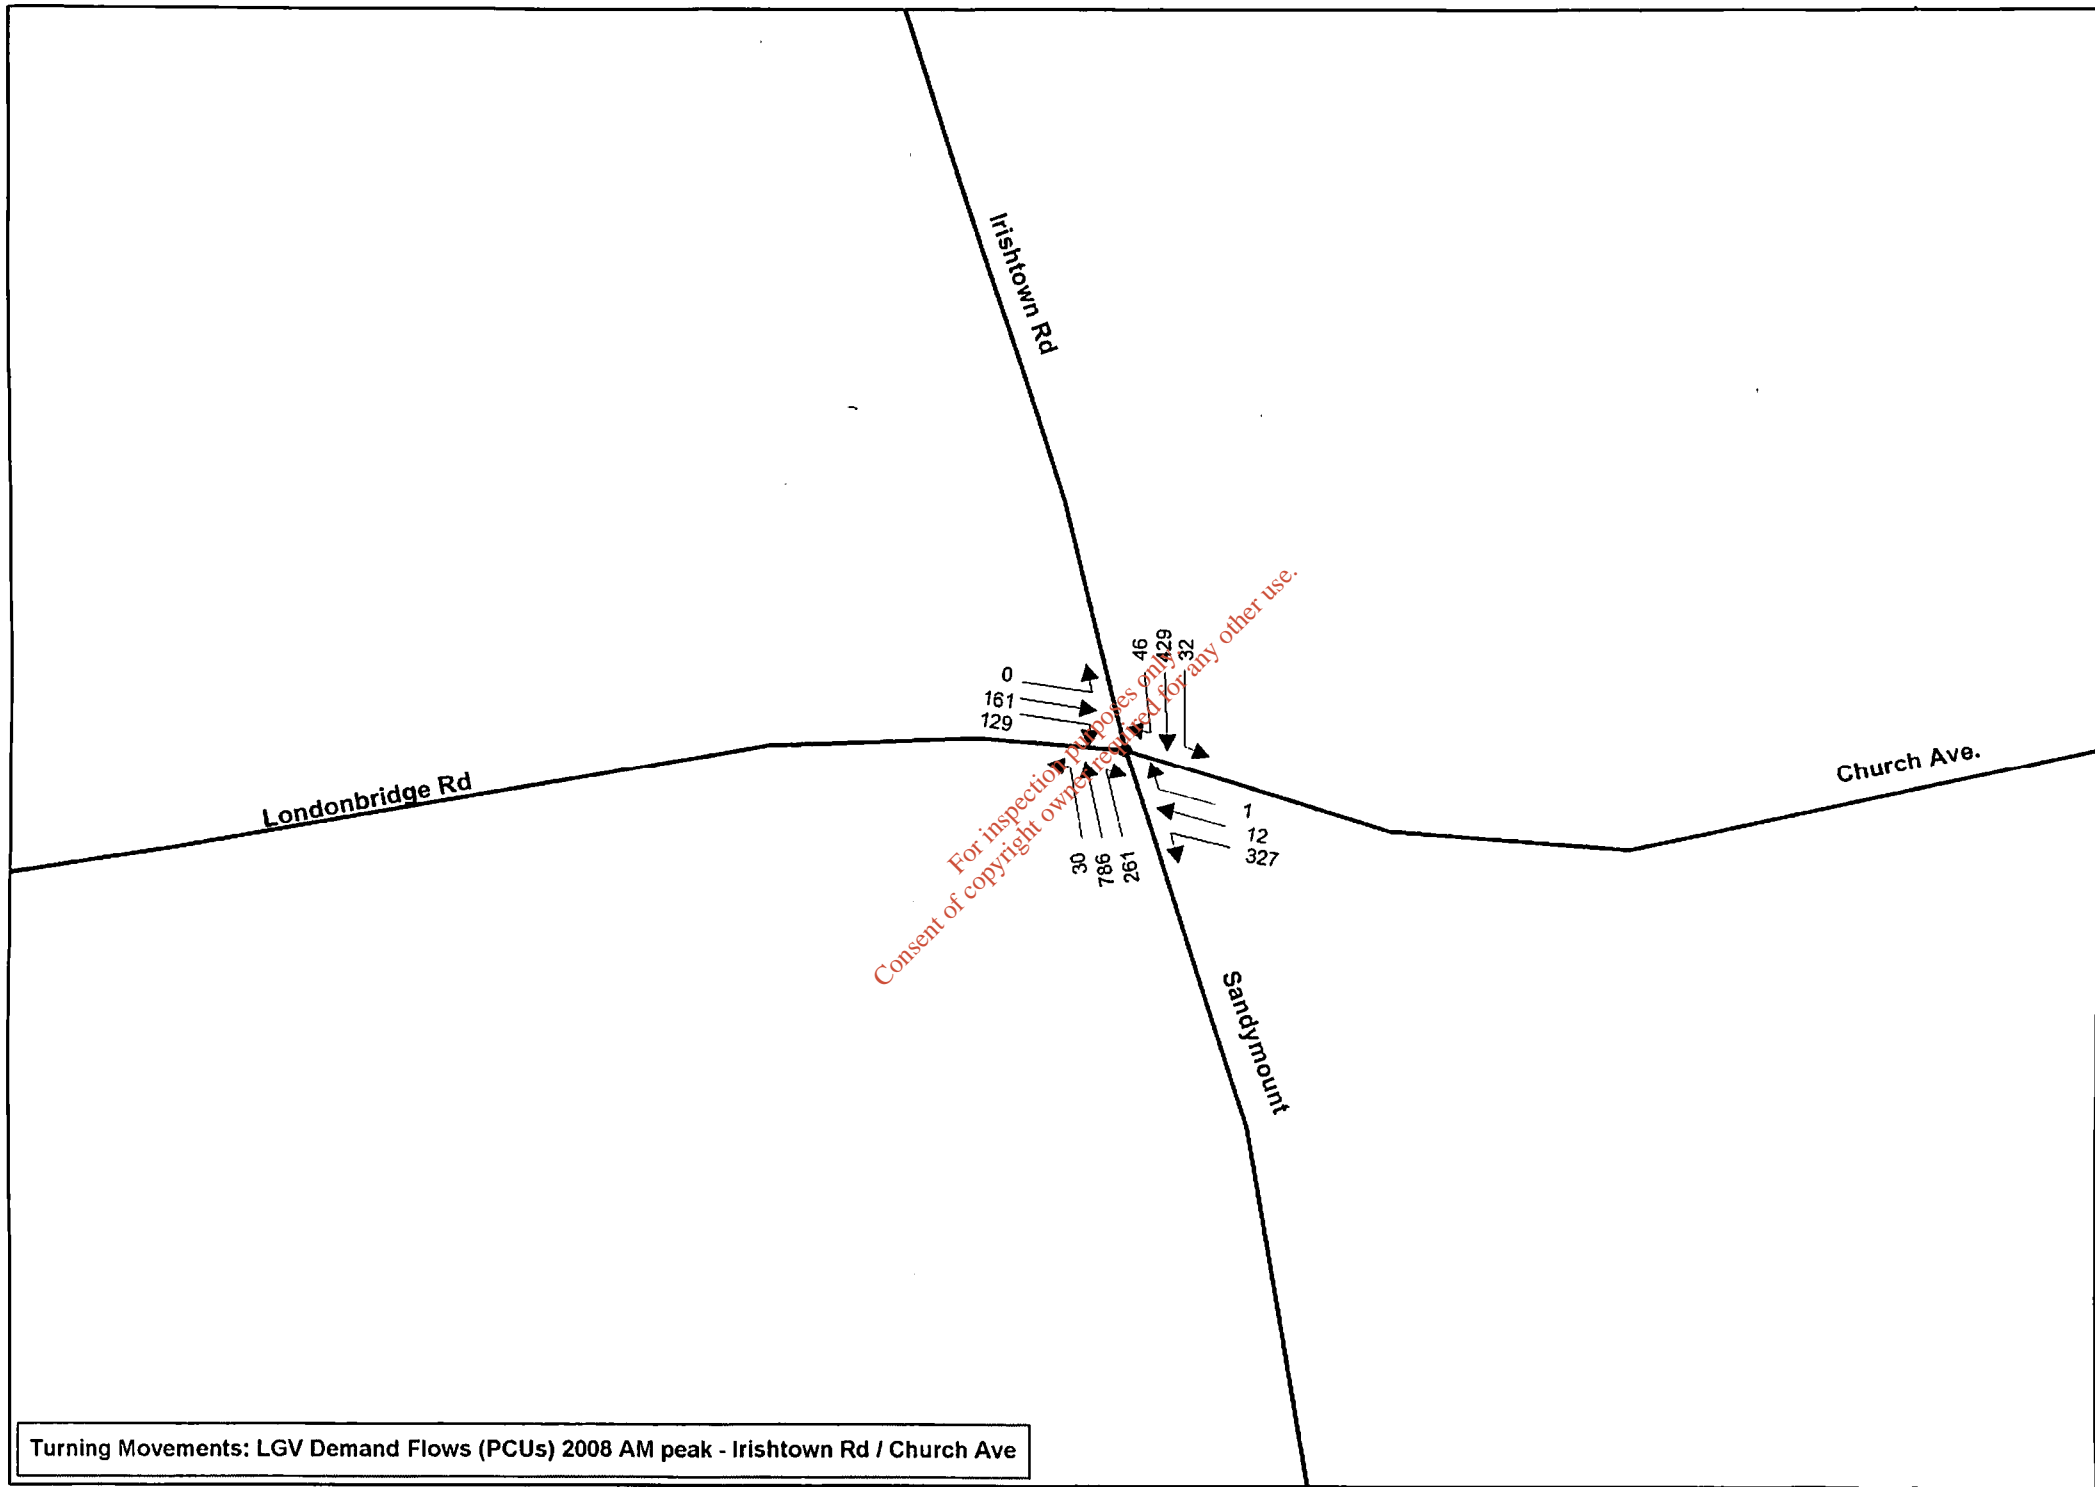 Irishtown Rd
46
429
32
0
161
129
Londonbridge Rd
Church Ave.
1
12
327
30
786
261
For inspection purposes only.
Consent of copyright owner required for any other use.
Sandymount
Turning Movements: LGV Demand Flows (PCUs) 2008 AM peak - Irishtown Rd / Church Ave